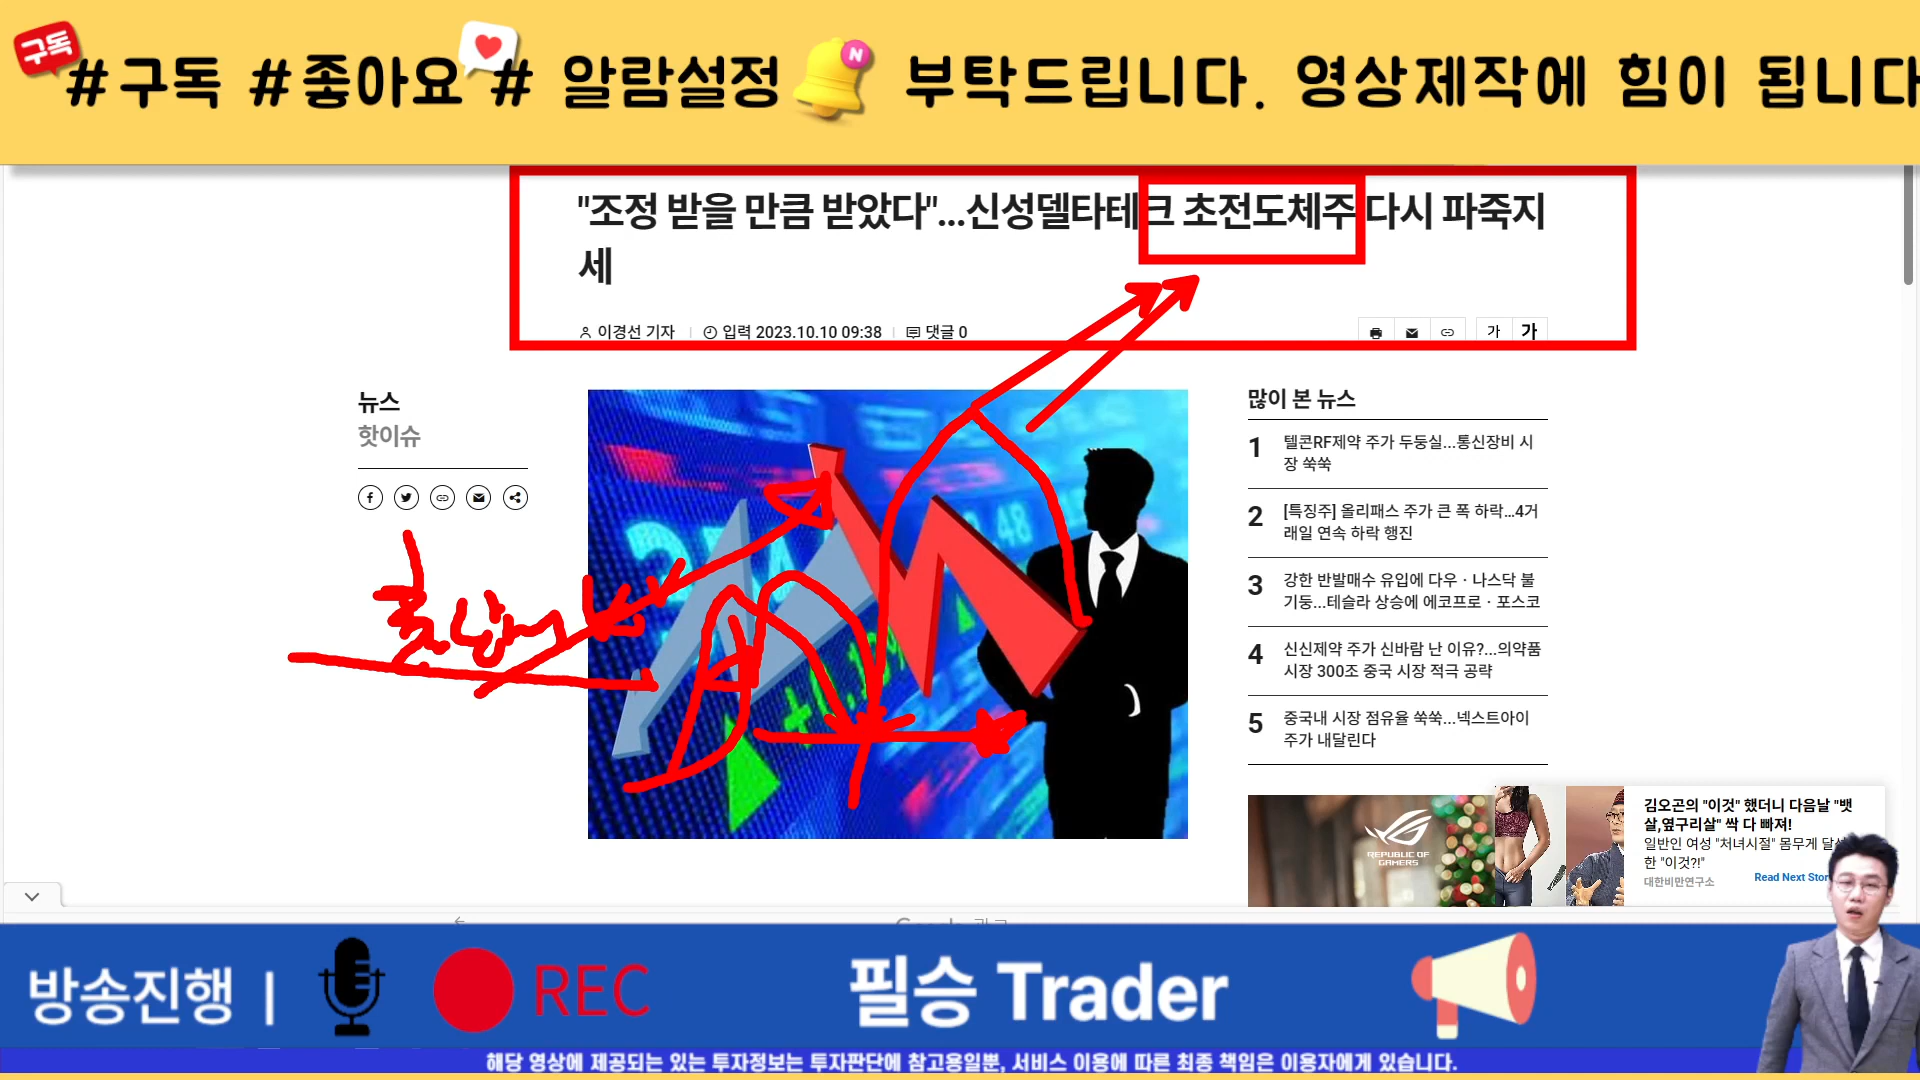 구독
#구독 #좋아요 # 알람설정 N 부탁드립니다. 영상제작에 힘이 됩니다
"조정 받을 만큼 받았다"...신성델타테크 초전도체주 다시 파죽지
세
이경선 기자 입력 2023.10.10 09:38 댓글 0
가 가
뉴스
핫이슈
많이 본 뉴스
1 텔콘RF제약 주가 두둥실...통신장비 시
장 쑥쑥
2 [특징주] 올리패스 주가 큰 폭 하락...4거
래일 연속 하락 행진
3 강한 반발매수 유입에 다우·나스닥 불
기둥...테슬라 상승에 에코프로·포스코
4 신신제약 주가 신바람 난 이유?...의약품
시장 300조 중국 시장 적극 공략
5 중국내 시장 점유율 쑥쑥...넥스트아이
주가 내달린다
REPUBLIC OF
GAMERS
김오곤의 "이것" 했더니 다음날 "뱃
살,옆구리살" 싹 다 빠져!
일반인 여성 "처녀시절" 몸무게 달성
한 "이것?!"
대한비만연구소 Read Next Stor
방송진행 | REC 필승 Trader
해당 영상에 제공되는 있는 투자정보는 투자판단에 참고용일뿐, 서비스 이용에 따른 최종 책임은 이용자에게 있습니다.